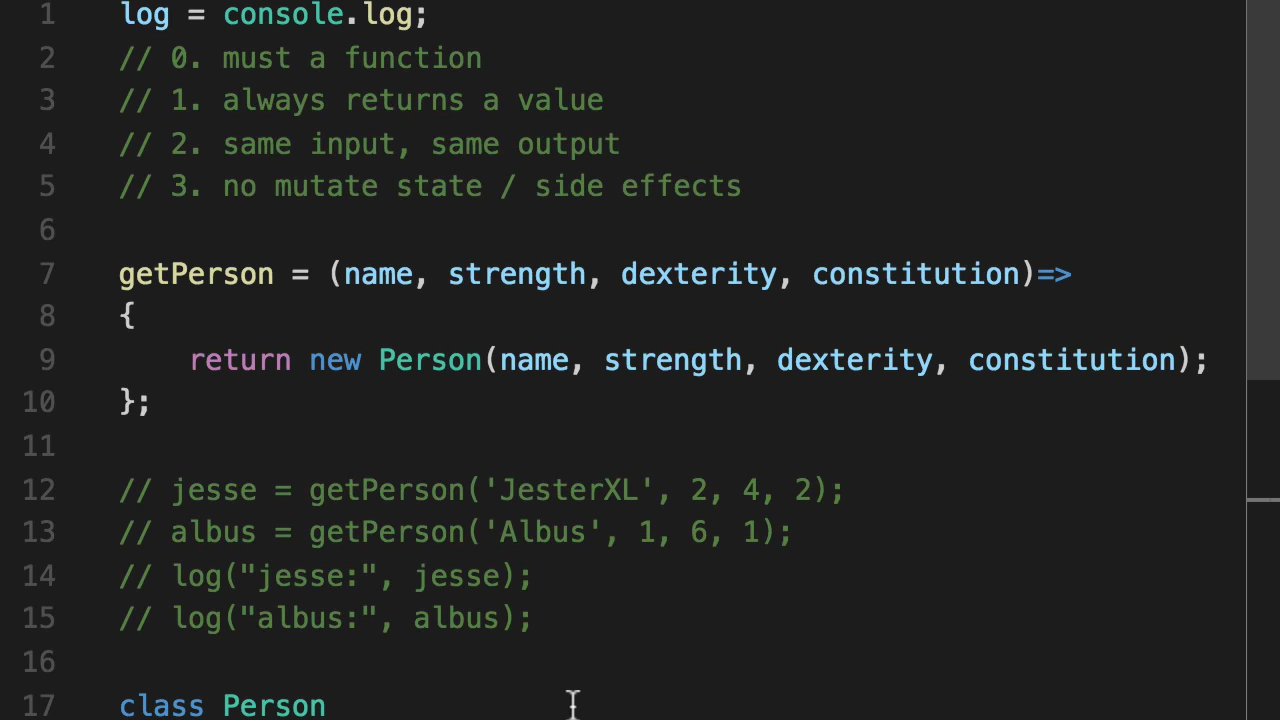 1 log = console.log;
2 // 0. must a function
3 // 1. always returns a value
4 // 2. same input, same output
5 // 3. no mutate state / side effects
6
7 getPerson = (name, strength, dexterity, constitution)=>
8 {
9     return new Person(name, strength, dexterity, constitution);
10 };
11
12 // jesse = getPerson('JesterXL', 2, 4, 2);
13 // albus = getPerson('Albus', 1, 6, 1);
14 // log("jesse:", jesse);
15 // log("albus:", albus);
16
17 class Person